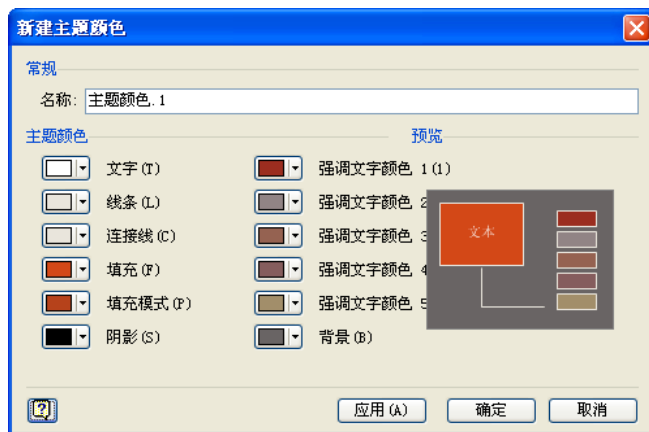 新建主题颜色
常规
名称: 主题颜色.1
主题颜色 预览
文字(T) 强调文字颜色 1(1)
线条(L) 强调文字颜色 2
连接线(C) 强调文字颜色 3
文本
填充(F) 强调文字颜色 4
填充模式(P) 强调文字颜色 5
阴影(S) 背景(B)
应用(A) 确定 取消